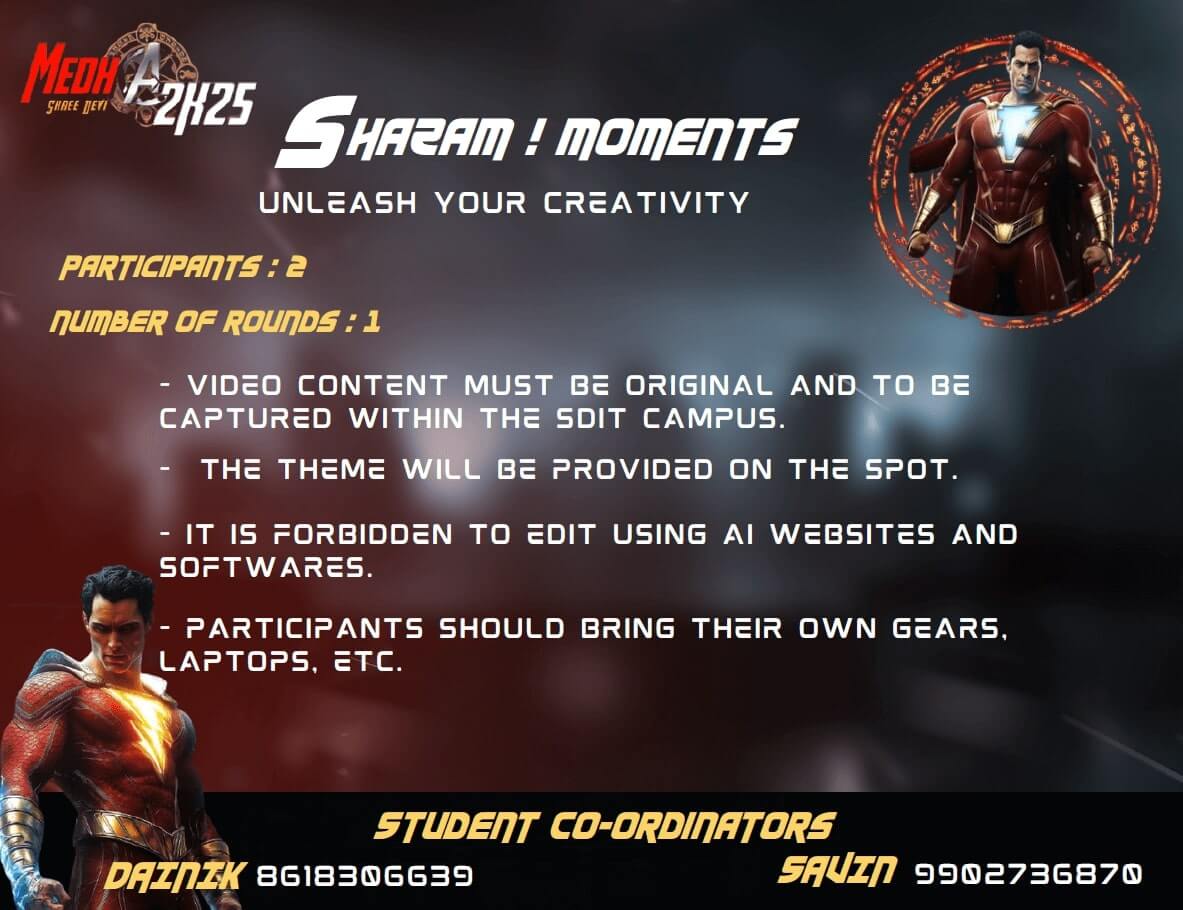 MEDHA2K25
SHREE DEVI
SHAZAM ! MOMENTS
UNLEASH YOUR CREATIVITY
PARTICIPANTS : 2
NUMBER OF ROUNDS : 1
- VIDEO CONTENT MUST BE ORIGINAL AND TO BE
CAPTURED WITHIN THE SDIT CAMPUS.
- THE THEME WILL BE PROVIDED ON THE SPOT.
- IT IS FORBIDDEN TO EDIT USING AI WEBSITES AND
SOFTWARES.
- PARTICIPANTS SHOULD BRING THEIR OWN GEARS,
LAPTOPS, ETC.
STUDENT CO-ORDINATORS
DAINIK 8618306639
SAVIN 9902736870